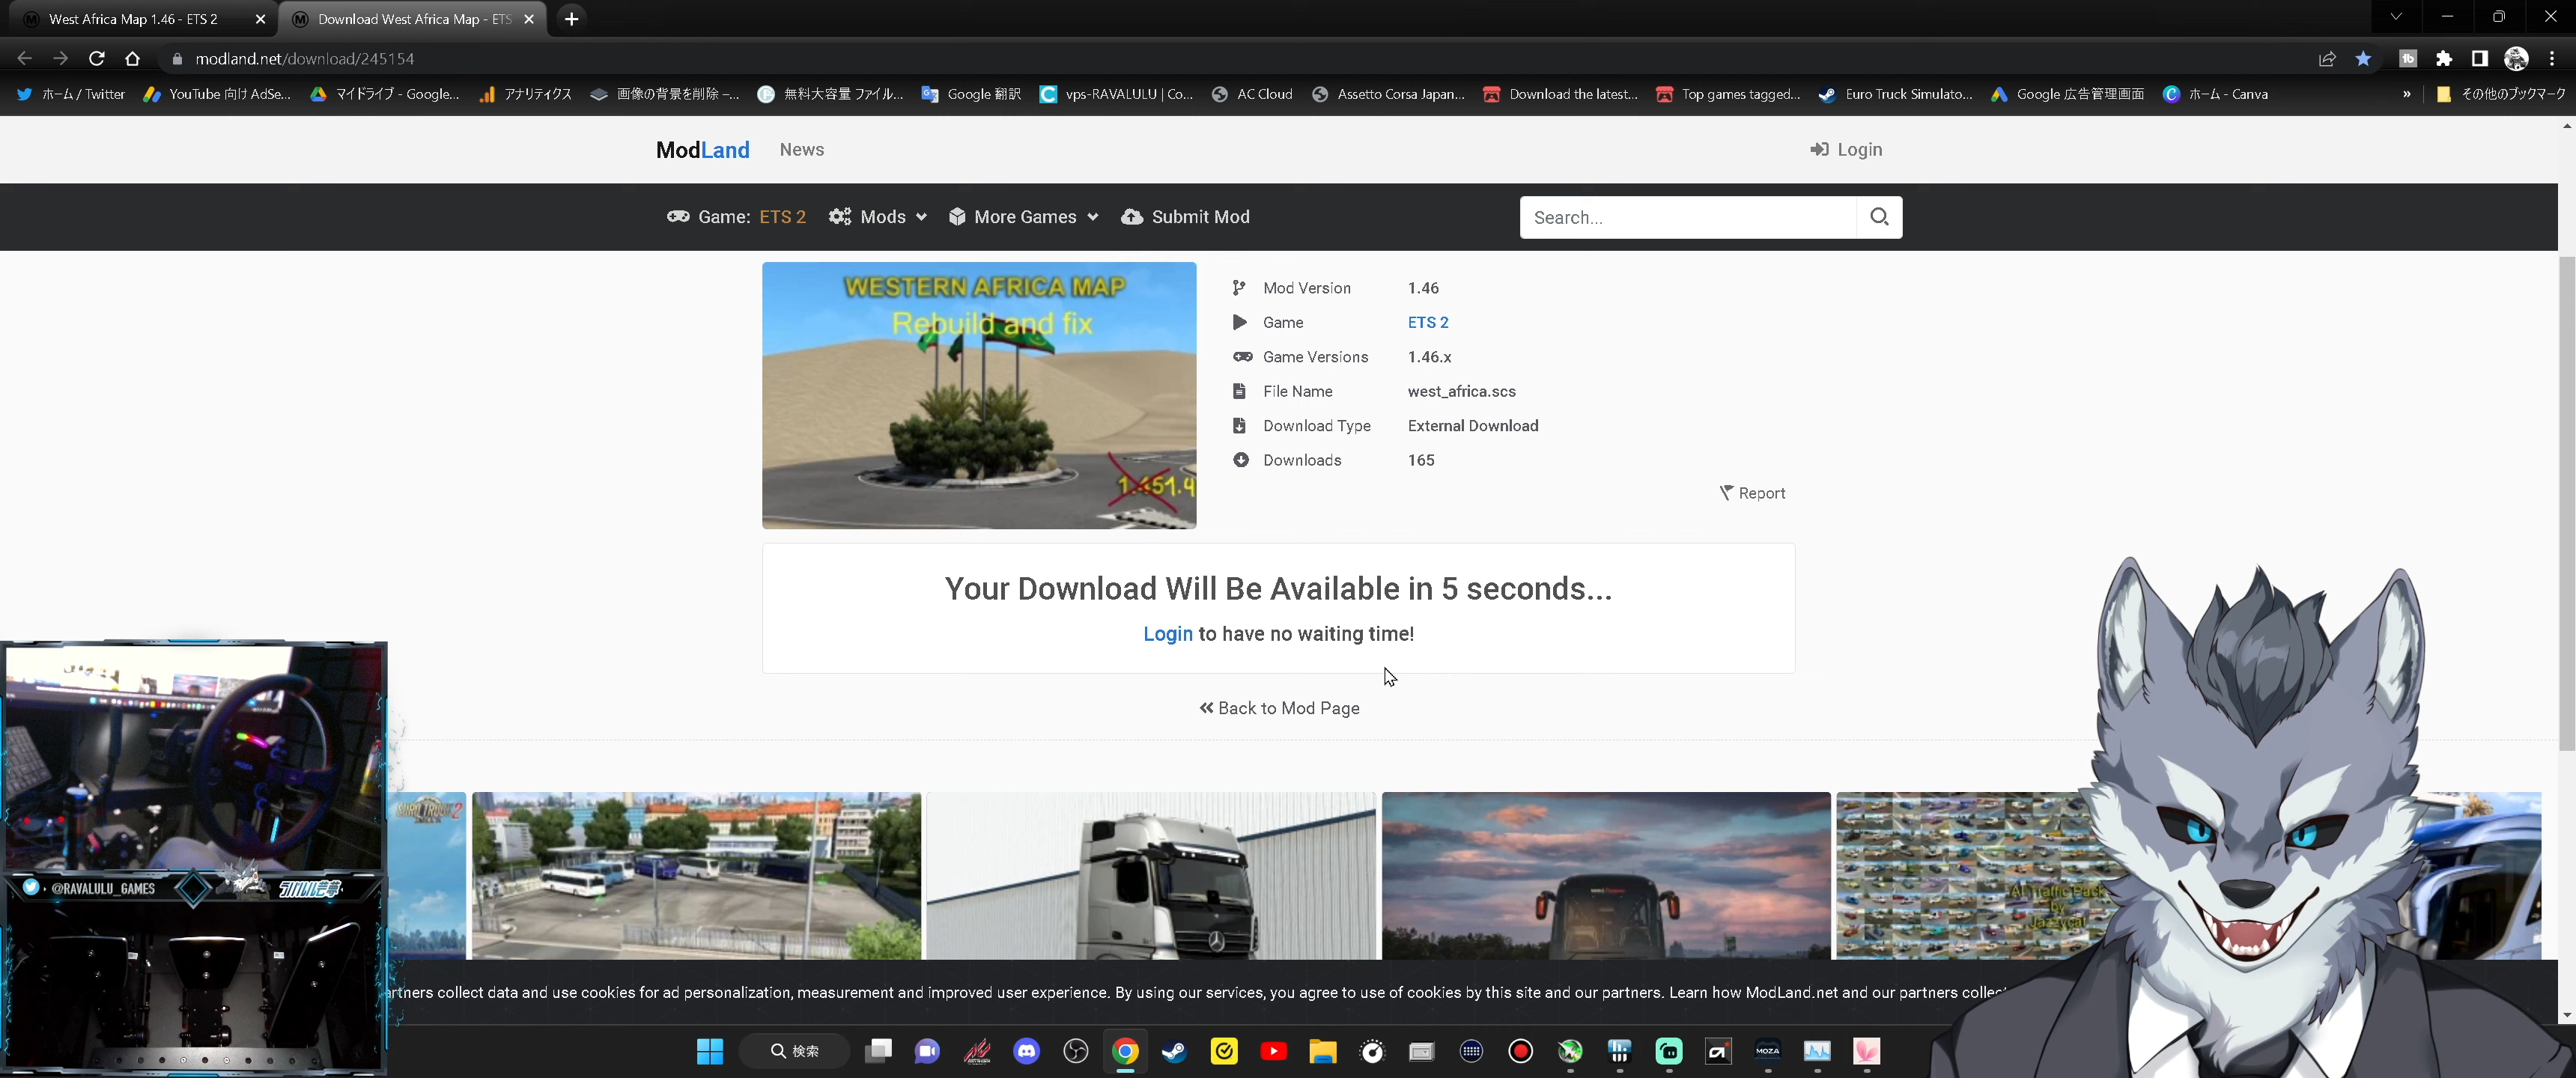 West Africa Map 1.46 - ETS 2
Download West Africa Map - ETS
modland.net/download/245154
ホーム / Twitter
YouTube 向け AdSe...
マイドライブ - Google...
アナリティクス
画像の背景を削除 –...
無料大容量 ファイル...
Google 翻訳
vps-RAVALULU | Co...
AC Cloud
Assetto Corsa Japan...
Download the latest...
Top games tagged...
Euro Truck Simulato...
Google 広告管理画面
ホーム - Canva
»
その他のブックマーク
ModLand
News
Login
Game: ETS 2
Mods
More Games
Submit Mod
Search...
WESTERN AFRICA MAP
Rebuild and fix
Mod Version 1.46
Game ETS 2
Game Versions 1.46.x
File Name west_africa.scs
Download Type External Download
Downloads 165
Report
Your Download Will Be Available in 5 seconds...
Login to have no waiting time!
« Back to Mod Page
@RAVALULU_GAMES
AI Traffic Pack
by
Jazzycat
rtners collect data and use cookies for ad personalization, measurement and improved user experience. By using our services, you agree to use of cookies by this site and our partners. Learn how ModLand.net and our partners collec
検索
MOZA